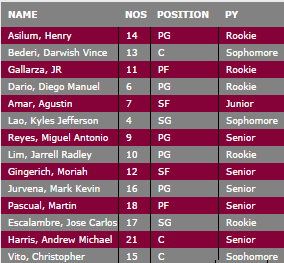 NAME NOS POSITION PY
Asilum, Henry 14 PG Rookie
Bederi, Darwish Vince 13 C Sophomore
Gallarza, JR 11 PF Rookie
Dario, Diego Manuel 6 PG Rookie
Amar, Agustin 7 SF Junior
Lao, Kyles Jefferson 4 SG Sophomore
Reyes, Miguel Antonio 9 PG Senior
Lim, Jarrell Radley 10 PG Rookie
Gingerich, Moriah 12 SF Senior
Jurvena, Mark Kevin 16 PG Senior
Pascual, Martin 18 PF Senior
Escalambre, Jose Carlos 17 SG Rookie
Harris, Andrew Michael 21 C Senior
Vito, Christopher 15 C Sophomore